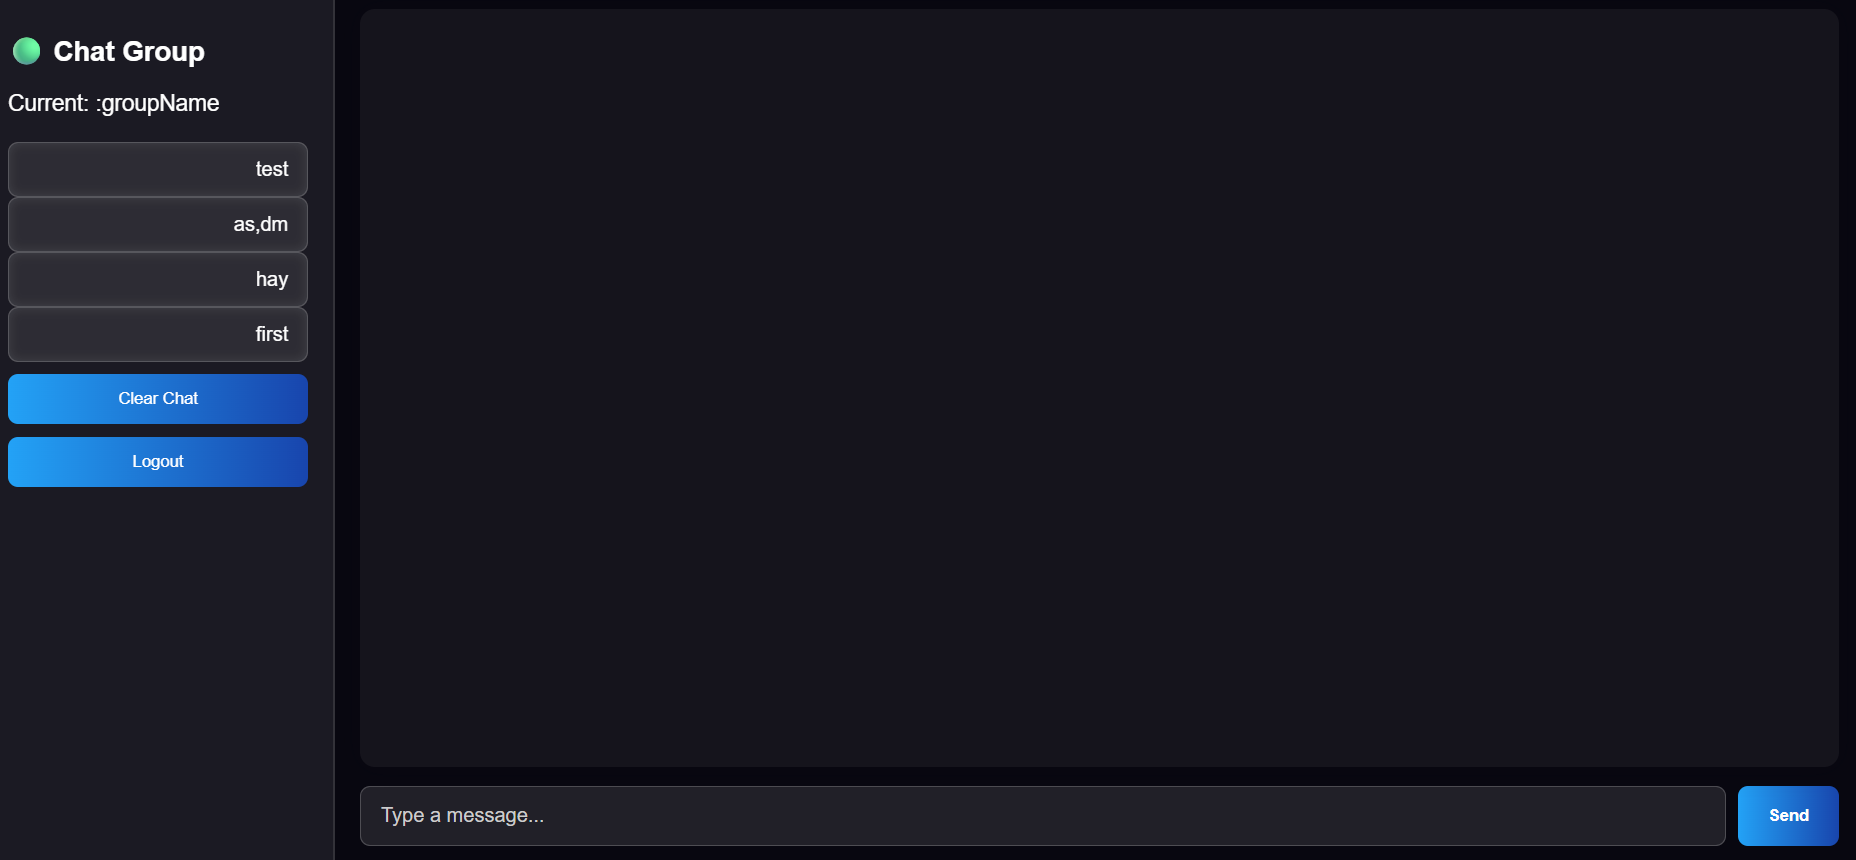 Chat Group
Current: :groupName
test
as,dm
hay
first
Clear Chat
Logout
Type a message...
Send